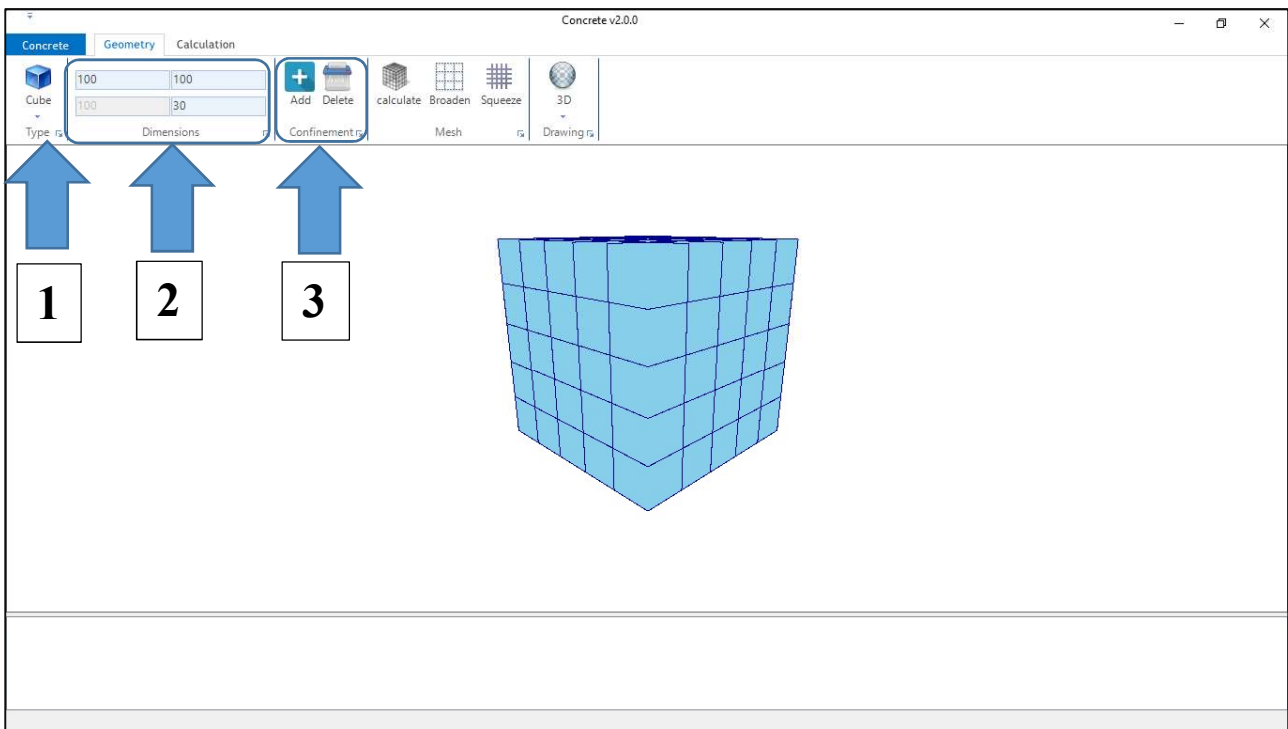 Concrete v2.0.0
Concrete Geometry Calculation
100 100
100 30
Cube Add Delete calculate Broaden Squeeze 3D
Type Dimensions Confinement Mesh Drawing
1 2 3